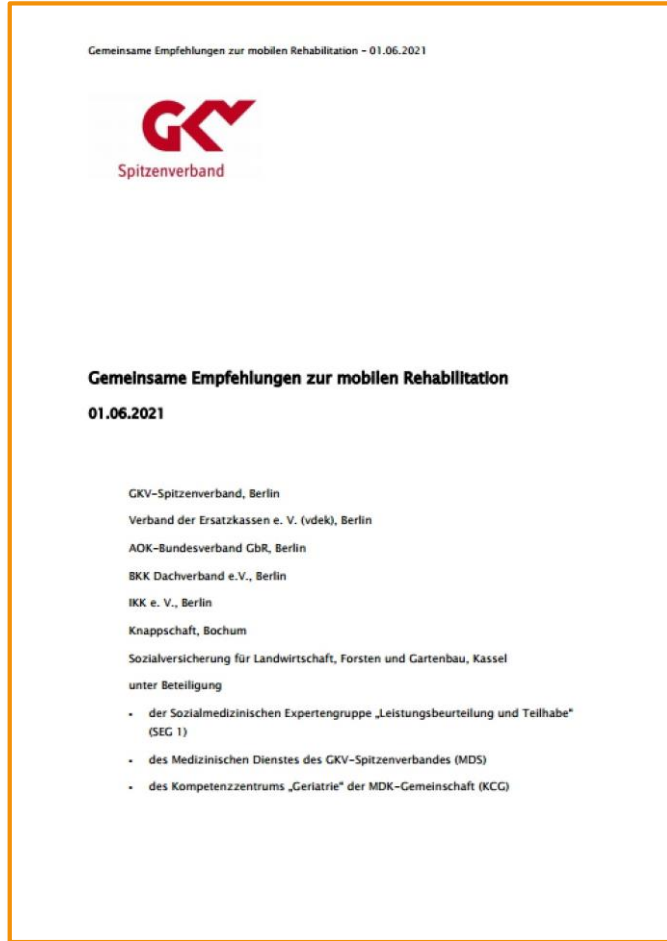 Gemeinsame Empfehlungen zur mobilen Rehabilitation – 01.06.2021
GKV
Spitzenverband
Gemeinsame Empfehlungen zur mobilen Rehabilitation
01.06.2021
GKV-Spitzenverband, Berlin
Verband der Ersatzkassen e. V. (vdek), Berlin
AOK-Bundesverband GbR, Berlin
BKK Dachverband e.V., Berlin
IKK e. V., Berlin
Knappschaft, Bochum
Sozialversicherung für Landwirtschaft, Forsten und Gartenbau, Kassel
unter Beteiligung
- der Sozialmedizinischen Expertengruppe „Leistungsbeurteilung und Teilhabe“
(SEG 1)
- des Medizinischen Dienstes des GKV-Spitzenverbandes (MDS)
- des Kompetenzzentrums „Geriatrie“ der MDK-Gemeinschaft (KCG)